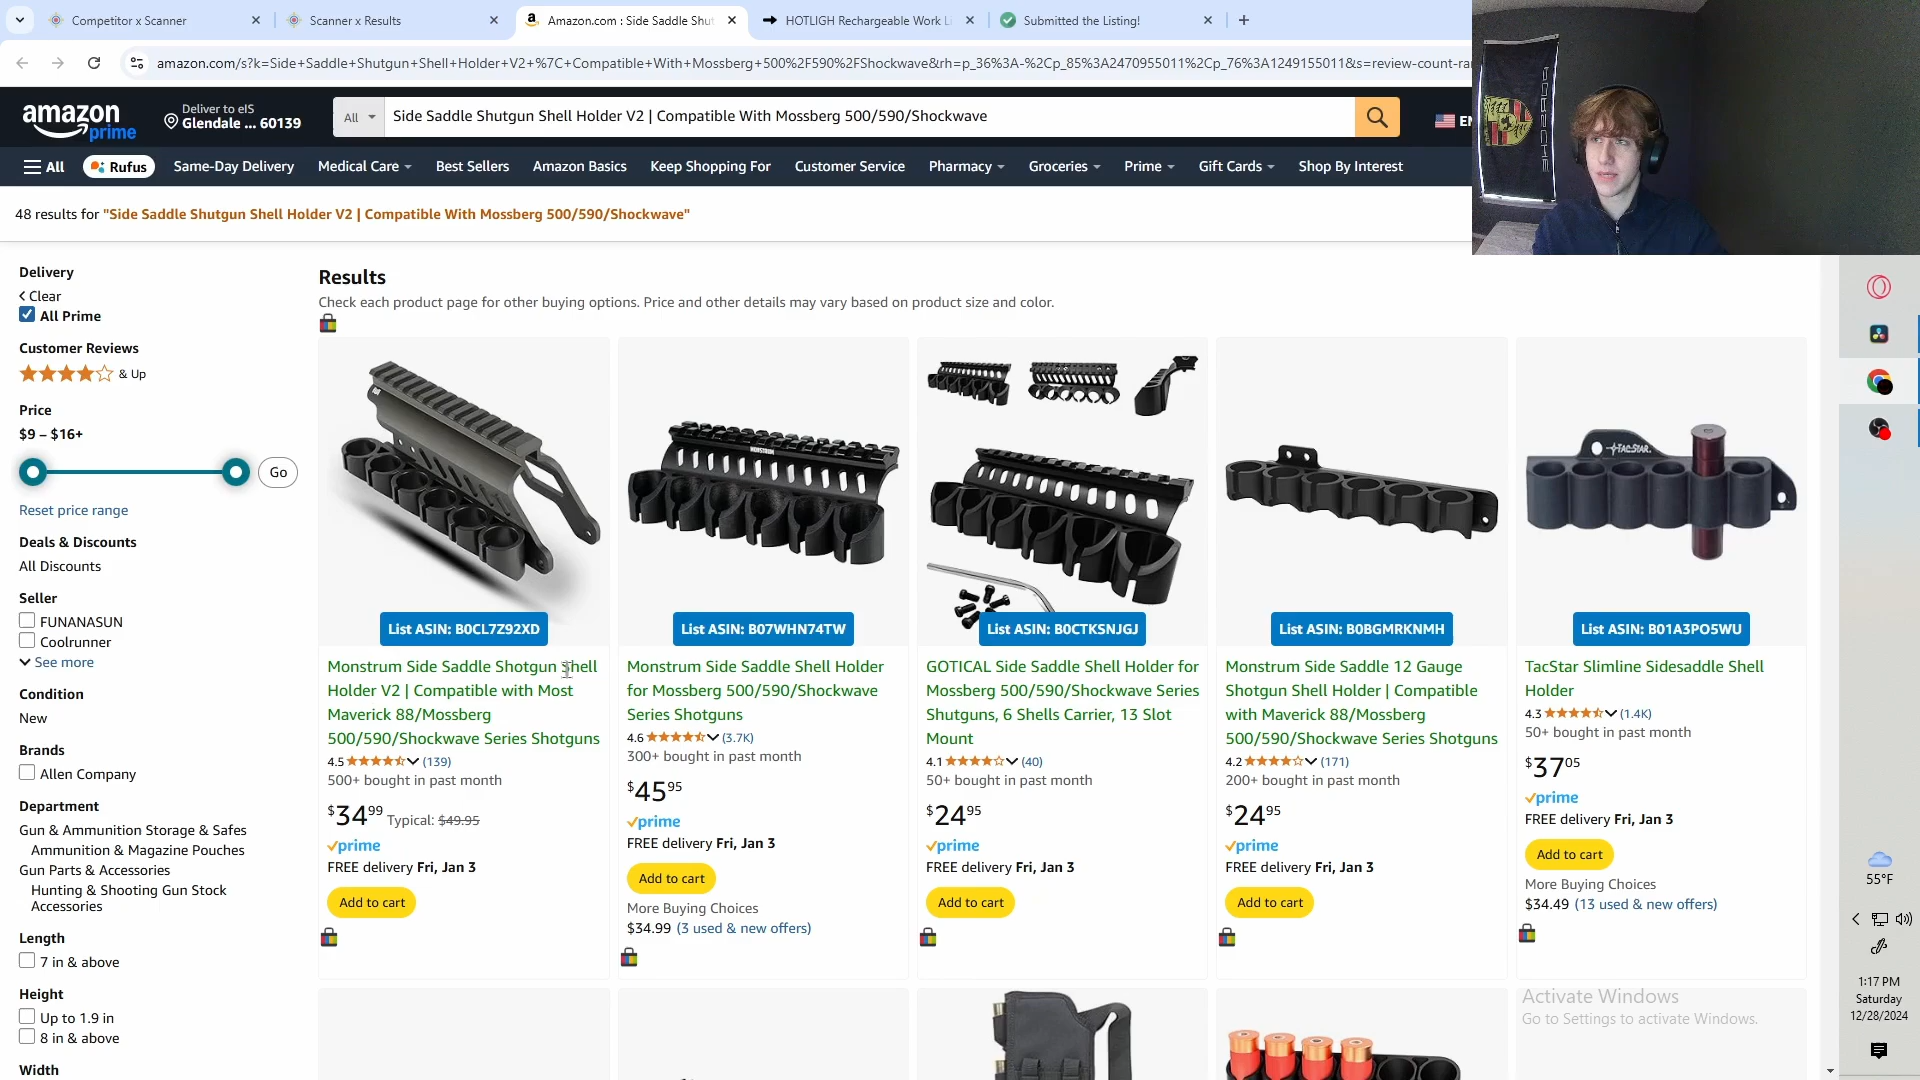 Competitor x Scanner
Scanner x Results
Amazon.com : Side Saddle Shut
HOTLIGH Rechargeable Work Li
Submitted the Listing!
amazon.com/s?k=Side+Saddle+Shutgun+Shell+Holder+V2+%7C+Compatible+With+Mossberg+500%2F590%2FShockwave&rh=p_36%3A-%2Cp_85%3A2470955011%2Cp_76%3A1249155011&s=review-count-ra
amazon
prime
Deliver to elS
Glendale ... 60139
All
Side Saddle Shutgun Shell Holder V2 | Compatible With Mossberg 500/590/Shockwave
EN
All
Rufus
Same-Day Delivery
Medical Care
Best Sellers
Amazon Basics
Keep Shopping For
Customer Service
Pharmacy
Groceries
Prime
Gift Cards
Shop By Interest
PORSCHE
48 results for "Side Saddle Shutgun Shell Holder V2 | Compatible With Mossberg 500/590/Shockwave"
Delivery
Clear
All Prime
Customer Reviews
& Up
Price
$9 – $16+
Go
Reset price range
Deals & Discounts
All Discounts
Seller
FUNANASUN
Coolrunner
See more
Condition
New
Brands
Allen Company
Department
Gun & Ammunition Storage & Safes
Ammunition & Magazine Pouches
Gun Parts & Accessories
Hunting & Shooting Gun Stock
Accessories
Length
7 in & above
Height
Up to 1.9 in
8 in & above
Width
Results
Check each product page for other buying options. Price and other details may vary based on product size and color.
List ASIN: B0CL7Z92XD
Monstrum Side Saddle Shotgun Shell
Holder V2 | Compatible with Most
Maverick 88/Mossberg
500/590/Shockwave Series Shotguns
4.5 (139)
500+ bought in past month
$34.99 Typical: $49.95
prime
FREE delivery Fri, Jan 3
Add to cart
MONSTRUM
List ASIN: B07WHN74TW
Monstrum Side Saddle Shell Holder
for Mossberg 500/590/Shockwave
Series Shotguns
4.6 (3.7K)
300+ bought in past month
$45.95
prime
FREE delivery Fri, Jan 3
Add to cart
More Buying Choices
$34.99 (3 used & new offers)
List ASIN: B0CTKSNJGJ
GOTICAL Side Saddle Shell Holder for
Mossberg 500/590/Shockwave Series
Shutguns, 6 Shells Carrier, 13 Slot
Mount
4.1 (40)
50+ bought in past month
$24.95
prime
FREE delivery Fri, Jan 3
Add to cart
List ASIN: B0BGMRKNMH
Monstrum Side Saddle 12 Gauge
Shotgun Shell Holder | Compatible
with Maverick 88/Mossberg
500/590/Shockwave Series Shotguns
4.2 (171)
200+ bought in past month
$24.95
prime
FREE delivery Fri, Jan 3
Add to cart
TACSTAR
List ASIN: B01A3PO5WU
TacStar Slimline Sidesaddle Shell
Holder
4.3 (1.4K)
50+ bought in past month
$37.05
prime
FREE delivery Fri, Jan 3
Add to cart
More Buying Choices
$34.49 (13 used & new offers)
Activate Windows
Go to Settings to activate Windows.
55°F
1:17 PM
Saturday
12/28/2024